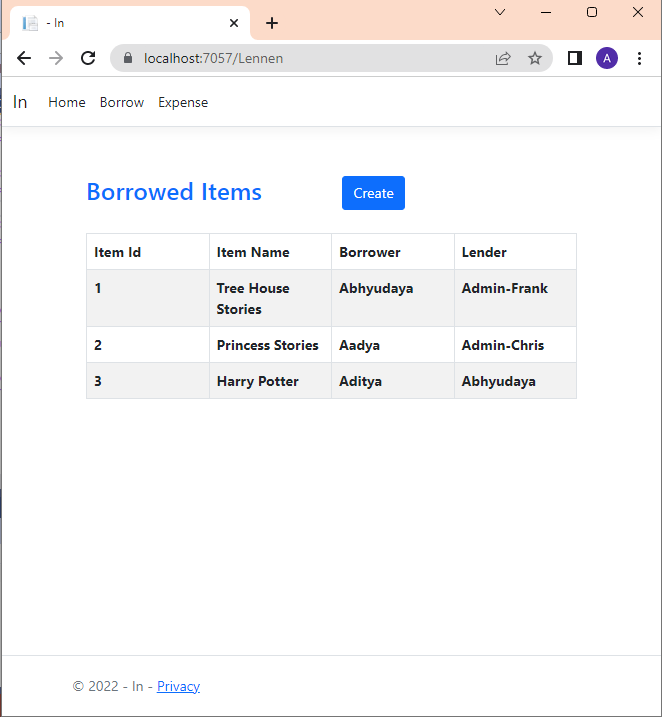 - In
localhost:7057/Lennen
A
In Home Borrow Expense
Borrowed Items Create
Item Id Item Name Borrower Lender
1 Tree House Abhyudaya Admin-Frank
Stories
2 Princess Stories Aadya Admin-Chris
3 Harry Potter Aditya Abhyudaya
© 2022 - In - Privacy